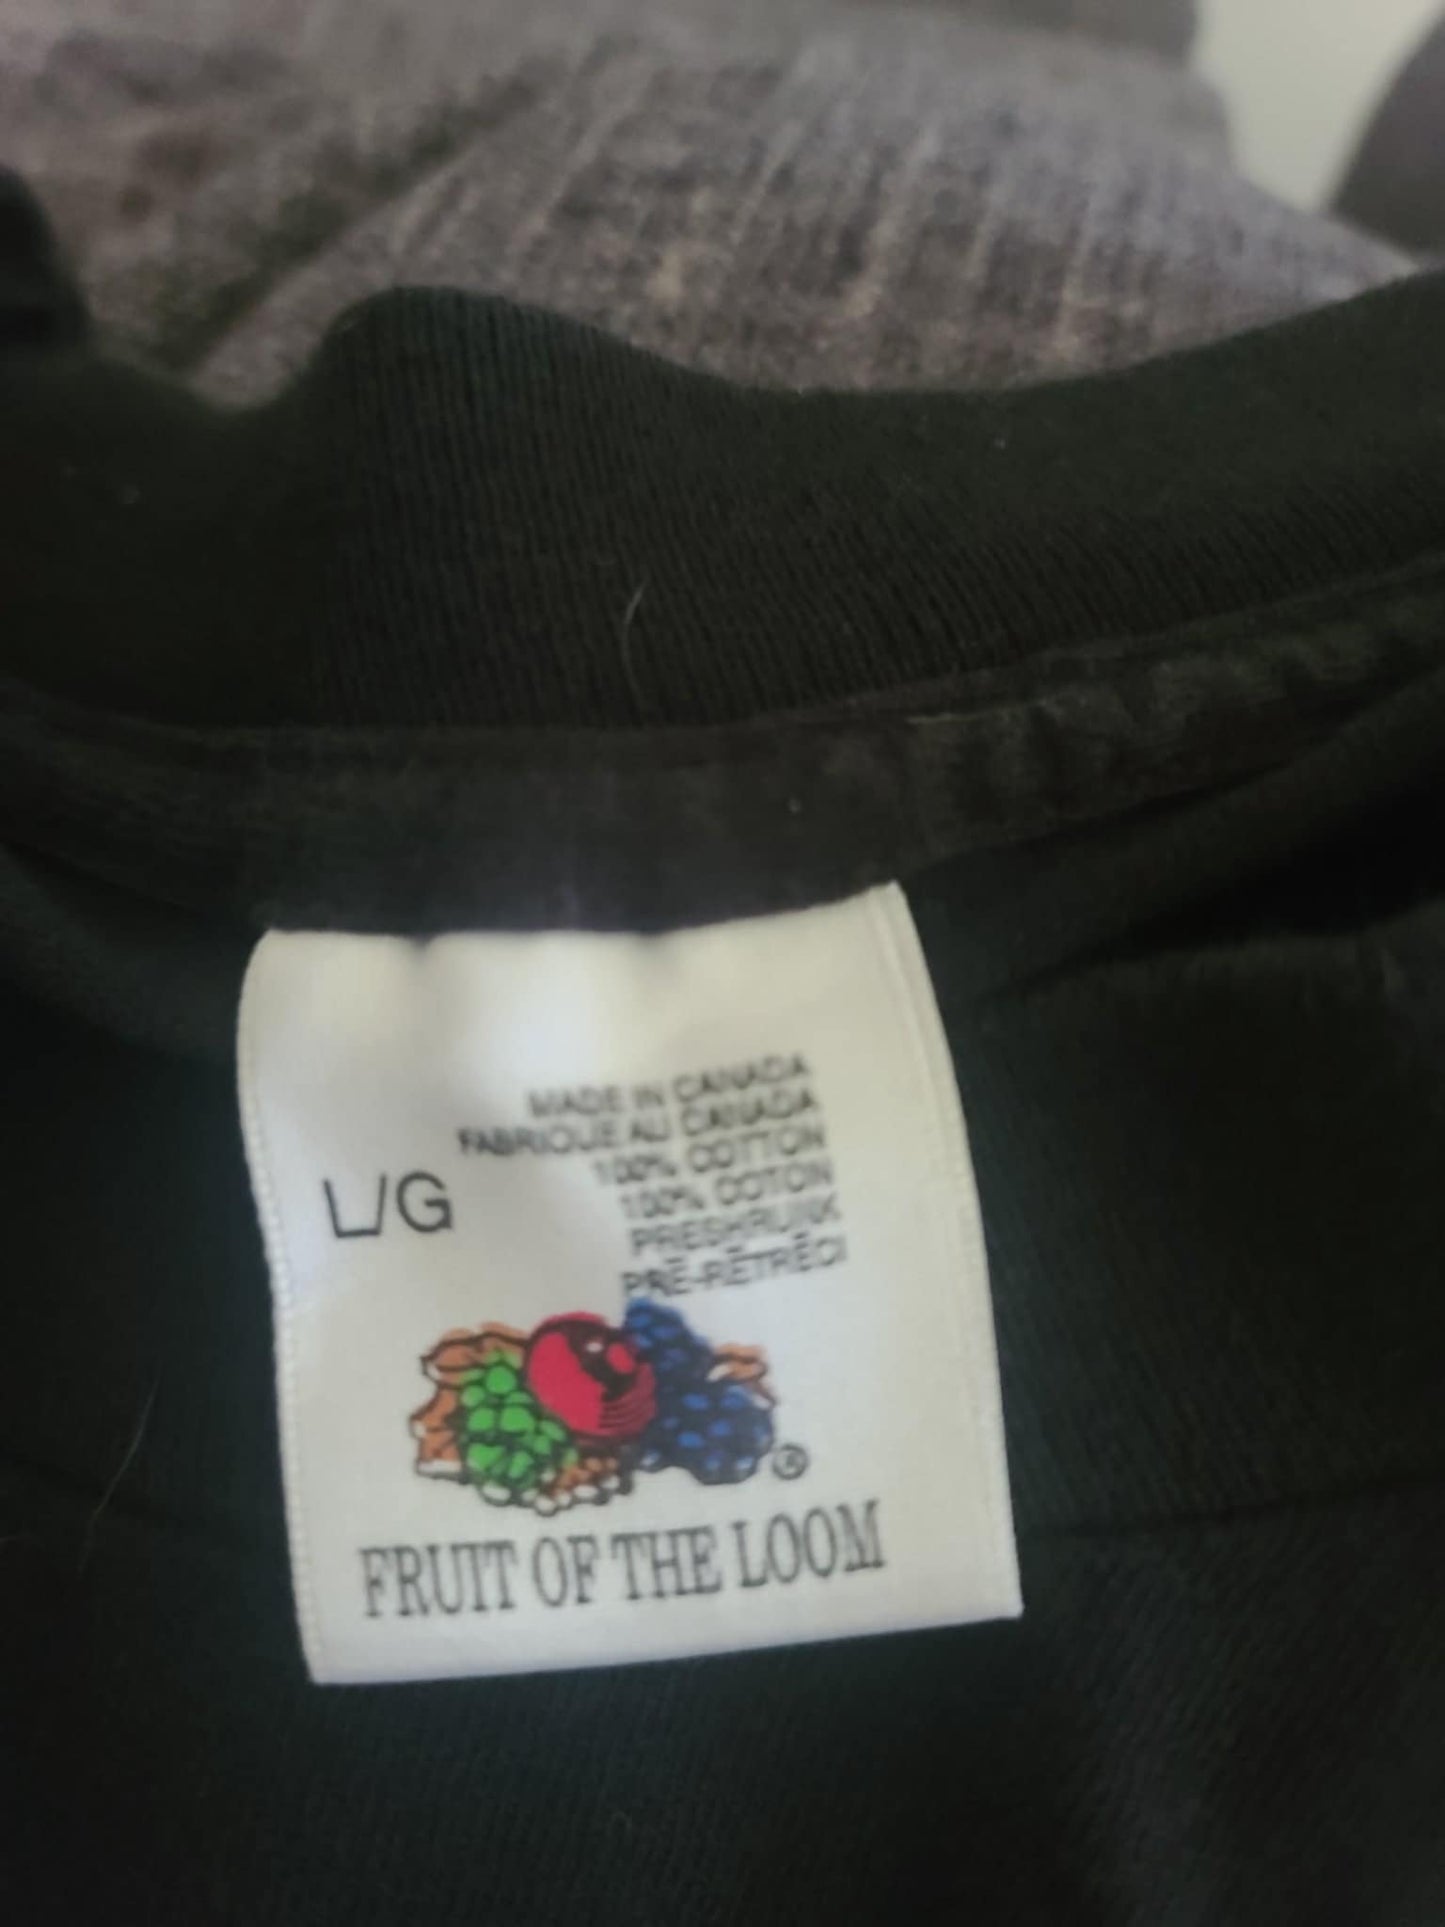 MADE IN CANADA
FABRIQUE AU CANADA
100% COTTON
100% COTON
PRESHRUNK
PRÉ-RÉTRÉCI
L/G
®
FRUIT OF THE LOOM